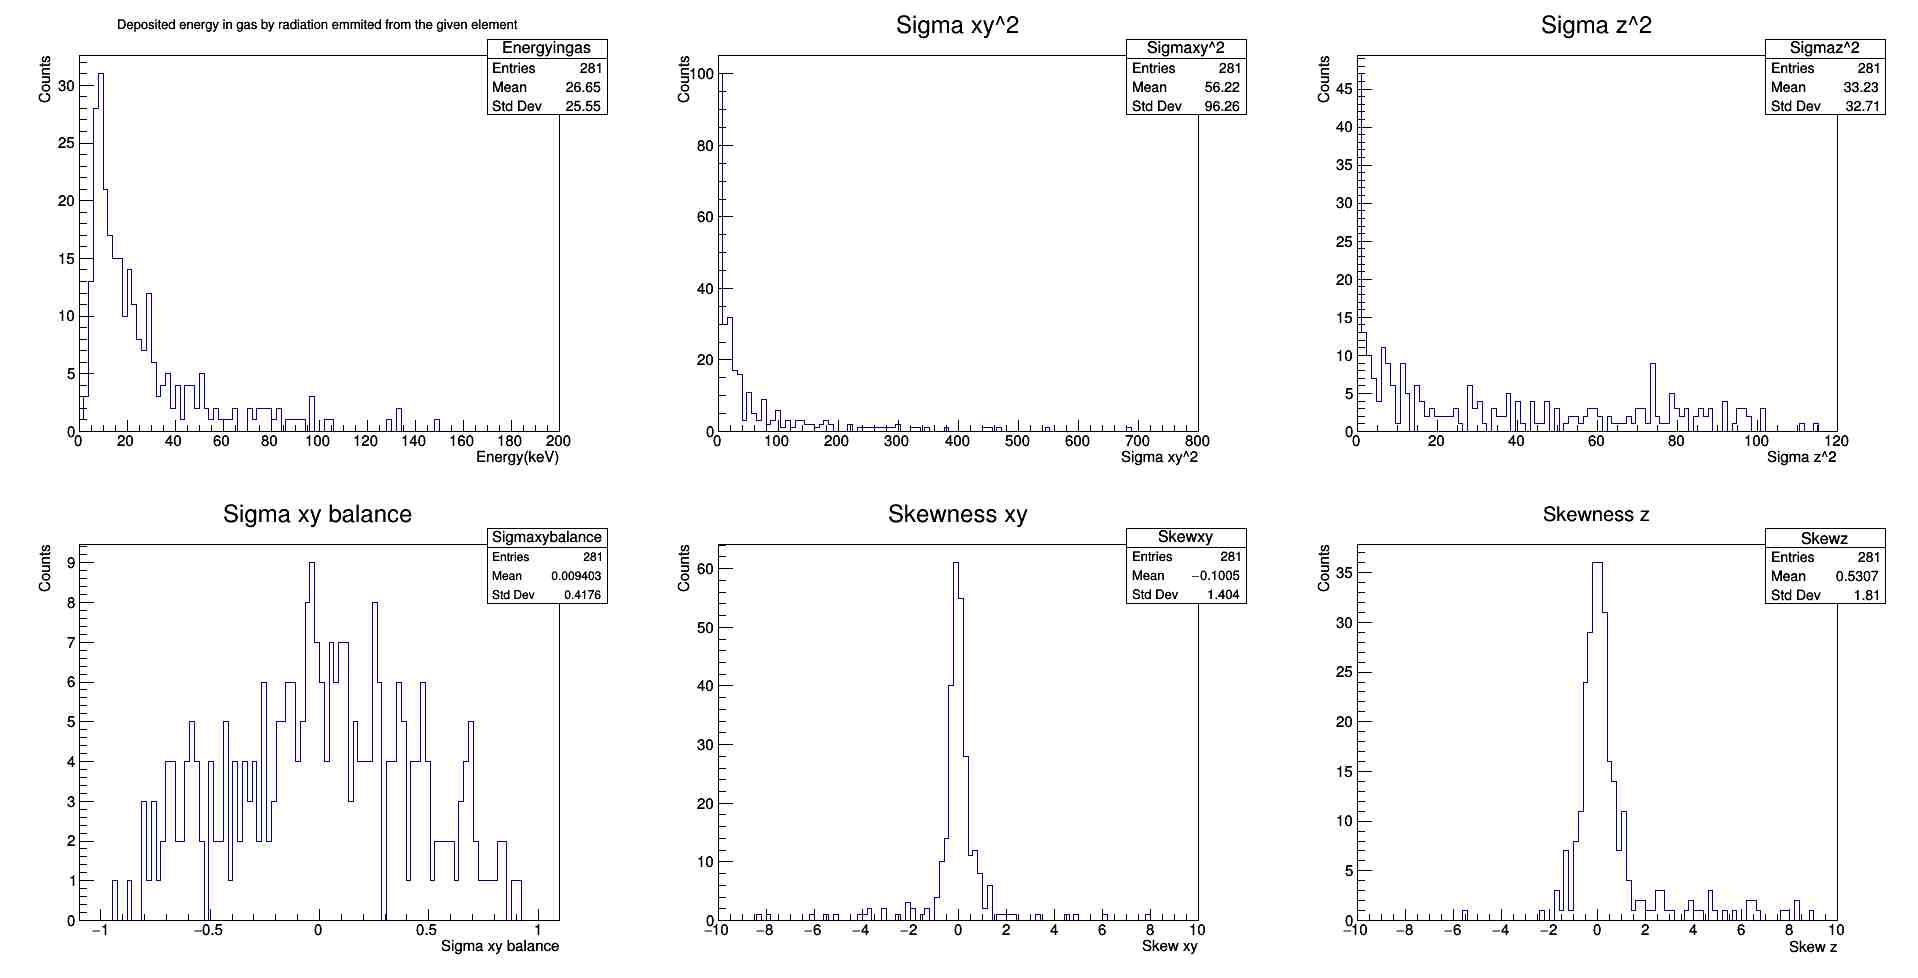 Deposited energy in gas by radiation emmited from the given element
Counts
Energyingas
Entries 281
Mean 26.65
Std Dev 25.55
30
25
20
15
10
5
0
0 20 40 60 80 100 120 140 160 180 200
Energy(keV)
Sigma xy^2
Counts
Sigmaxy^2
Entries 281
Mean 56.22
Std Dev 96.26
100
80
60
40
20
0
0 100 200 300 400 500 600 700 800
Sigma xy^2
Sigma z^2
Counts
Sigmaz^2
Entries 281
Mean 33.23
Std Dev 32.71
45
40
35
30
25
20
15
10
5
0
0 20 40 60 80 100 120
Sigma z^2
Sigma xy balance
Counts
Sigmaxybalance
Entries 281
Mean 0.009403
Std Dev 0.4176
9
8
7
6
5
4
3
2
1
0
−1 −0.5 0 0.5 1
Sigma xy balance
Skewness xy
Counts
Skewxy
Entries 281
Mean −0.1005
Std Dev 1.404
60
50
40
30
20
10
0
−10 −8 −6 −4 −2 0 2 4 6 8 10
Skew xy
Skewness z
Counts
Skewz
Entries 281
Mean 0.5307
Std Dev 1.81
35
30
25
20
15
10
5
0
−10 −8 −6 −4 −2 0 2 4 6 8 10
Skew z